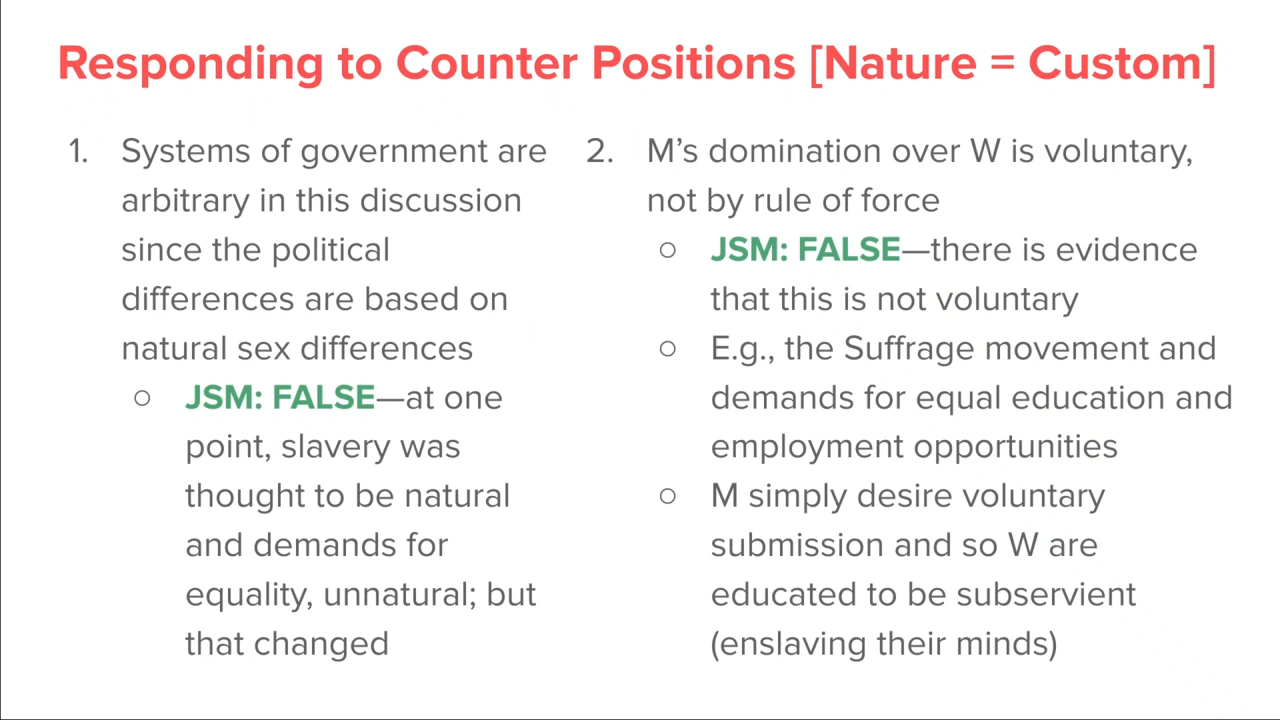 Responding to Counter Positions [Nature = Custom]
1. Systems of government are
arbitrary in this discussion
since the political
differences are based on
natural sex differences
○ JSM: FALSE—at one
point, slavery was
thought to be natural
and demands for
equality, unnatural; but
that changed
2. M’s domination over W is voluntary,
not by rule of force
○ JSM: FALSE—there is evidence
that this is not voluntary
○ E.g., the Suffrage movement and
demands for equal education and
employment opportunities
○ M simply desire voluntary
submission and so W are
educated to be subservient
(enslaving their minds)